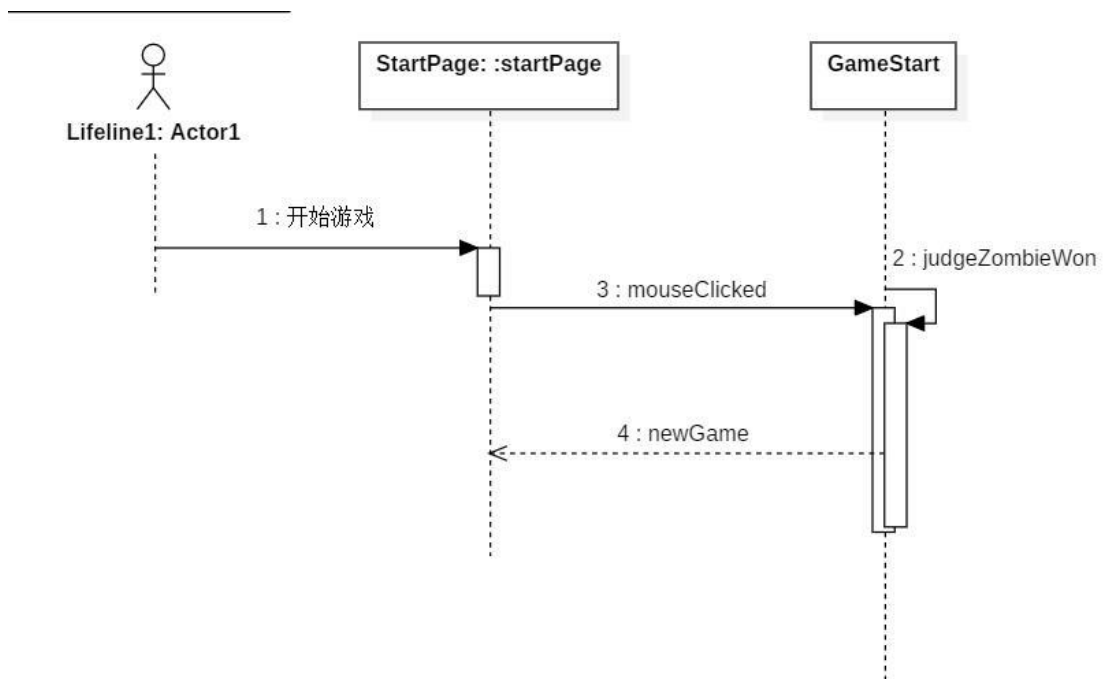 StartPage: :startPage
GameStart
Lifeline1: Actor1
1 : 开始游戏
2 : judgeZombieWon
3 : mouseClicked
4 : newGame